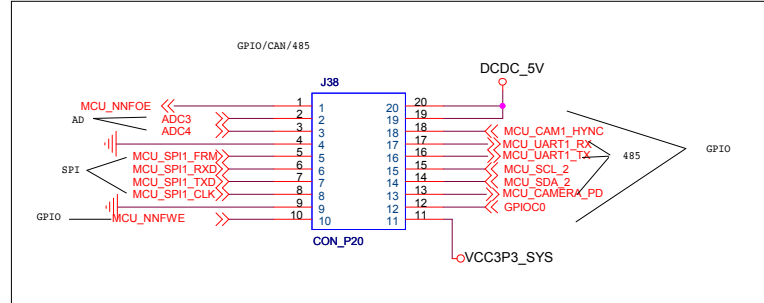 GPIO/CAN/485
J38
DCDC_5V
MCU_NNFOE 1 1 20 20
AD ADC3 2 2 19 19
ADC4 3 3 18 18 MCU_CAM1_HYNC
4 4 17 17 MCU_UART1_RX
MCU_SPI1_FRM 5 5 16 16 MCU_UART1_TX 485 GPIO
SPI MCU_SPI1_RXD 6 6 15 15 MCU_SCL_2
MCU_SPI1_TXD 7 7 14 14 MCU_SDA_2
MCU_SPI1_CLK 8 8 13 13 MCU_CAMERA_PD
9 9 12 12 GPIOC0
GPIO MCU_NNFWE 10 10 11 11
CON_P20
VCC3P3_SYS